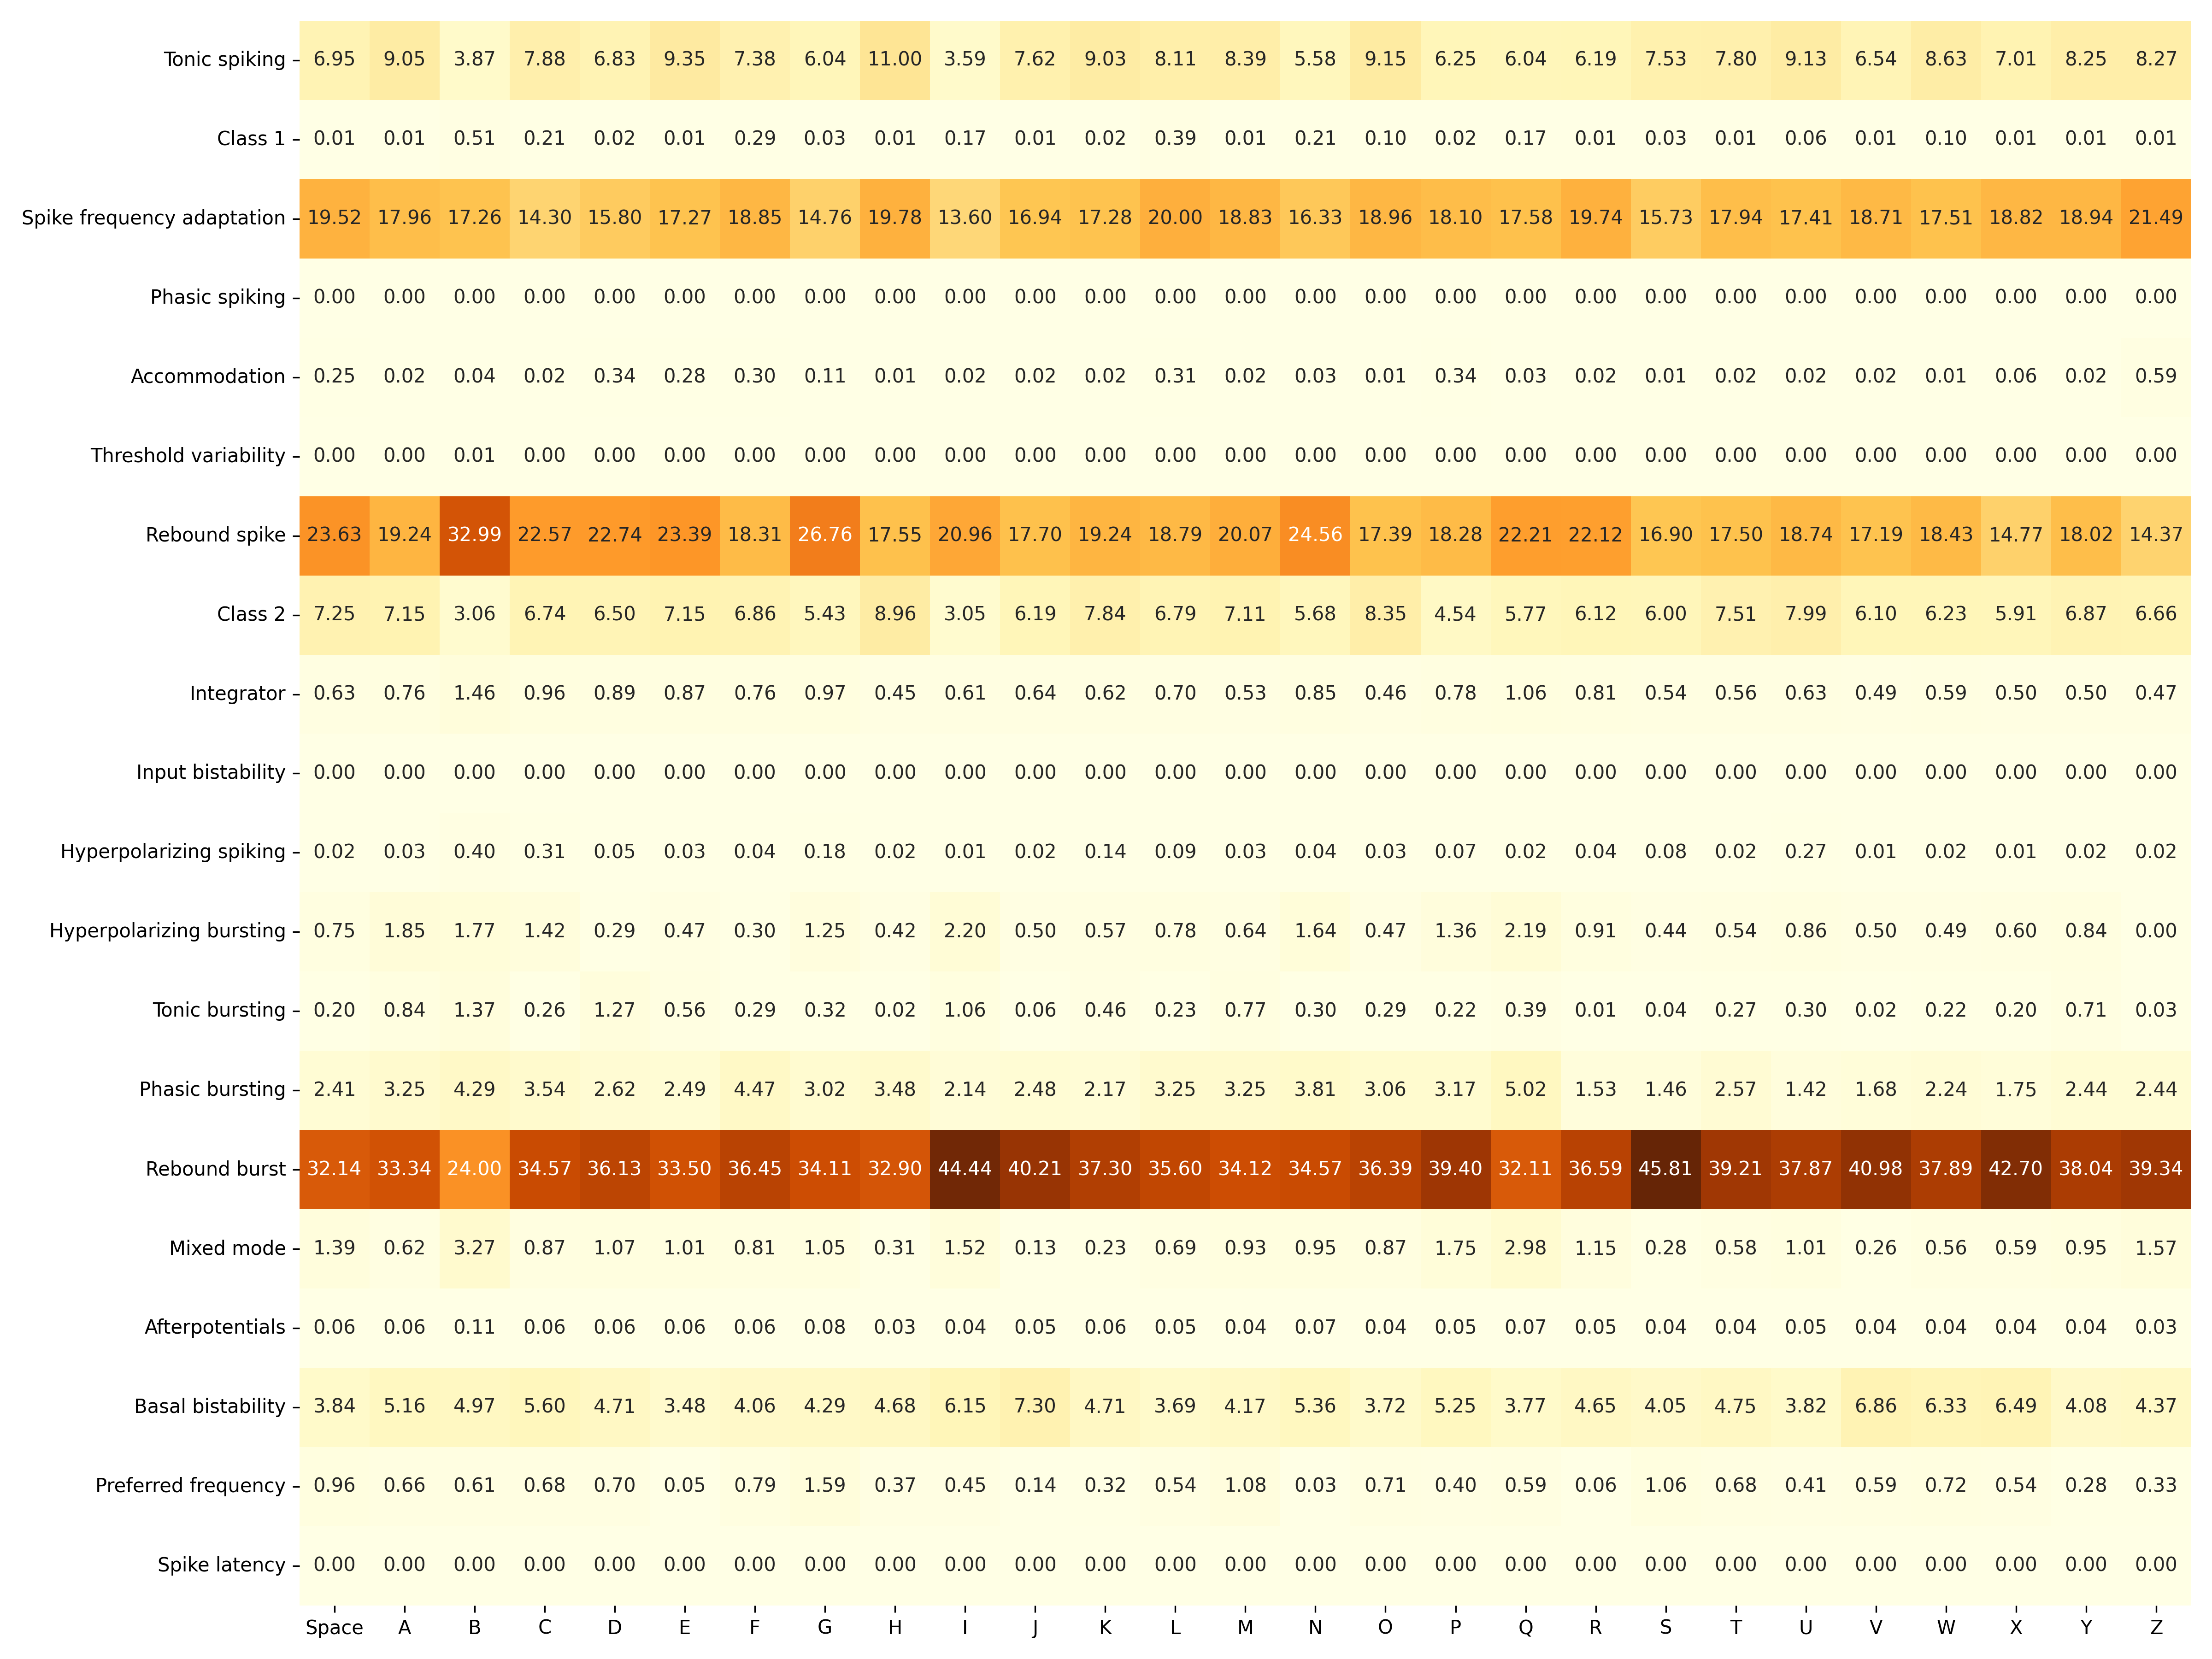 Tonic spiking 6.95 9.05 3.87 7.88 6.83 9.35 7.38 6.04 11.00 3.59 7.62 9.03 8.11 8.39 5.58 9.15 6.25 6.04 6.19 7.53 7.80 9.13 6.54 8.63 7.01 8.25 8.27
Class 1 0.01 0.01 0.51 0.21 0.02 0.01 0.29 0.03 0.01 0.17 0.01 0.02 0.39 0.01 0.21 0.10 0.02 0.17 0.01 0.03 0.01 0.06 0.01 0.10 0.01 0.01 0.01
Spike frequency adaptation 19.52 17.96 17.26 14.30 15.80 17.27 18.85 14.76 19.78 13.60 16.94 17.28 20.00 18.83 16.33 18.96 18.10 17.58 19.74 15.73 17.94 17.41 18.71 17.51 18.82 18.94 21.49
Phasic spiking 0.00 0.00 0.00 0.00 0.00 0.00 0.00 0.00 0.00 0.00 0.00 0.00 0.00 0.00 0.00 0.00 0.00 0.00 0.00 0.00 0.00 0.00 0.00 0.00 0.00 0.00 0.00
Accommodation 0.25 0.02 0.04 0.02 0.34 0.28 0.30 0.11 0.01 0.02 0.02 0.02 0.31 0.02 0.03 0.01 0.34 0.03 0.02 0.01 0.02 0.02 0.02 0.01 0.06 0.02 0.59
Threshold variability 0.00 0.00 0.01 0.00 0.00 0.00 0.00 0.00 0.00 0.00 0.00 0.00 0.00 0.00 0.00 0.00 0.00 0.00 0.00 0.00 0.00 0.00 0.00 0.00 0.00 0.00 0.00
Rebound spike 23.63 19.24 32.99 22.57 22.74 23.39 18.31 26.76 17.55 20.96 17.70 19.24 18.79 20.07 24.56 17.39 18.28 22.21 22.12 16.90 17.50 18.74 17.19 18.43 14.77 18.02 14.37
Class 2 7.25 7.15 3.06 6.74 6.50 7.15 6.86 5.43 8.96 3.05 6.19 7.84 6.79 7.11 5.68 8.35 4.54 5.77 6.12 6.00 7.51 7.99 6.10 6.23 5.91 6.87 6.66
Integrator 0.63 0.76 1.46 0.96 0.89 0.87 0.76 0.97 0.45 0.61 0.64 0.62 0.70 0.53 0.85 0.46 0.78 1.06 0.81 0.54 0.56 0.63 0.49 0.59 0.50 0.50 0.47
Input bistability 0.00 0.00 0.00 0.00 0.00 0.00 0.00 0.00 0.00 0.00 0.00 0.00 0.00 0.00 0.00 0.00 0.00 0.00 0.00 0.00 0.00 0.00 0.00 0.00 0.00 0.00 0.00
Hyperpolarizing spiking 0.02 0.03 0.40 0.31 0.05 0.03 0.04 0.18 0.02 0.01 0.02 0.14 0.09 0.03 0.04 0.03 0.07 0.02 0.04 0.08 0.02 0.27 0.01 0.02 0.01 0.02 0.02
Hyperpolarizing bursting 0.75 1.85 1.77 1.42 0.29 0.47 0.30 1.25 0.42 2.20 0.50 0.57 0.78 0.64 1.64 0.47 1.36 2.19 0.91 0.44 0.54 0.86 0.50 0.49 0.60 0.84 0.00
Tonic bursting 0.20 0.84 1.37 0.26 1.27 0.56 0.29 0.32 0.02 1.06 0.06 0.46 0.23 0.77 0.30 0.29 0.22 0.39 0.01 0.04 0.27 0.30 0.02 0.22 0.20 0.71 0.03
Phasic bursting 2.41 3.25 4.29 3.54 2.62 2.49 4.47 3.02 3.48 2.14 2.48 2.17 3.25 3.25 3.81 3.06 3.17 5.02 1.53 1.46 2.57 1.42 1.68 2.24 1.75 2.44 2.44
Rebound burst 32.14 33.34 24.00 34.57 36.13 33.50 36.45 34.11 32.90 44.44 40.21 37.30 35.60 34.12 34.57 36.39 39.40 32.11 36.59 45.81 39.21 37.87 40.98 37.89 42.70 38.04 39.34
Mixed mode 1.39 0.62 3.27 0.87 1.07 1.01 0.81 1.05 0.31 1.52 0.13 0.23 0.69 0.93 0.95 0.87 1.75 2.98 1.15 0.28 0.58 1.01 0.26 0.56 0.59 0.95 1.57
Afterpotentials 0.06 0.06 0.11 0.06 0.06 0.06 0.06 0.08 0.03 0.04 0.05 0.06 0.05 0.04 0.07 0.04 0.05 0.07 0.05 0.04 0.04 0.05 0.04 0.04 0.04 0.04 0.03
Basal bistability 3.84 5.16 4.97 5.60 4.71 3.48 4.06 4.29 4.68 6.15 7.30 4.71 3.69 4.17 5.36 3.72 5.25 3.77 4.65 4.05 4.75 3.82 6.86 6.33 6.49 4.08 4.37
Preferred frequency 0.96 0.66 0.61 0.68 0.70 0.05 0.79 1.59 0.37 0.45 0.14 0.32 0.54 1.08 0.03 0.71 0.40 0.59 0.06 1.06 0.68 0.41 0.59 0.72 0.54 0.28 0.33
Spike latency 0.00 0.00 0.00 0.00 0.00 0.00 0.00 0.00 0.00 0.00 0.00 0.00 0.00 0.00 0.00 0.00 0.00 0.00 0.00 0.00 0.00 0.00 0.00 0.00 0.00 0.00 0.00
Space A B C D E F G H I J K L M N O P Q R S T U V W X Y Z